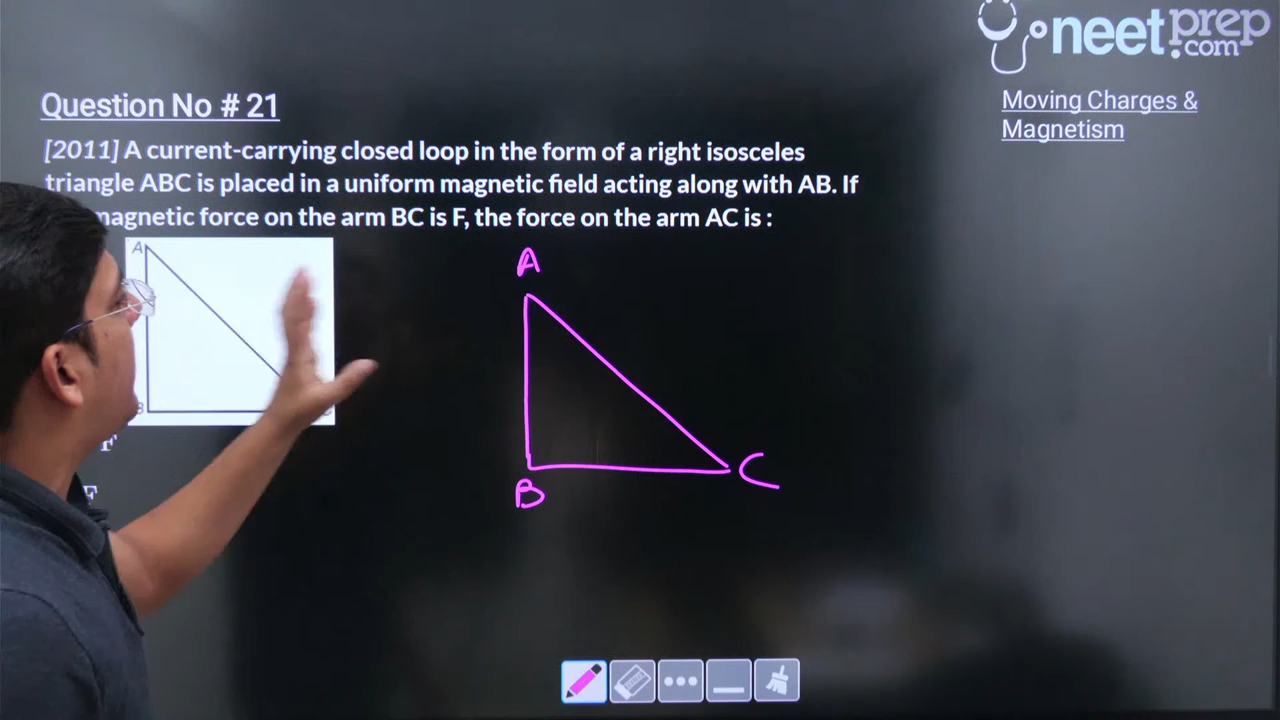 neetprep
.com
Question No # 21
Moving Charges &
Magnetism
[2011] A current-carrying closed loop in the form of a right isosceles
triangle ABC is placed in a uniform magnetic field acting along with AB. If
magnetic force on the arm BC is F, the force on the arm AC is :
A
A
B
C
B
F
F